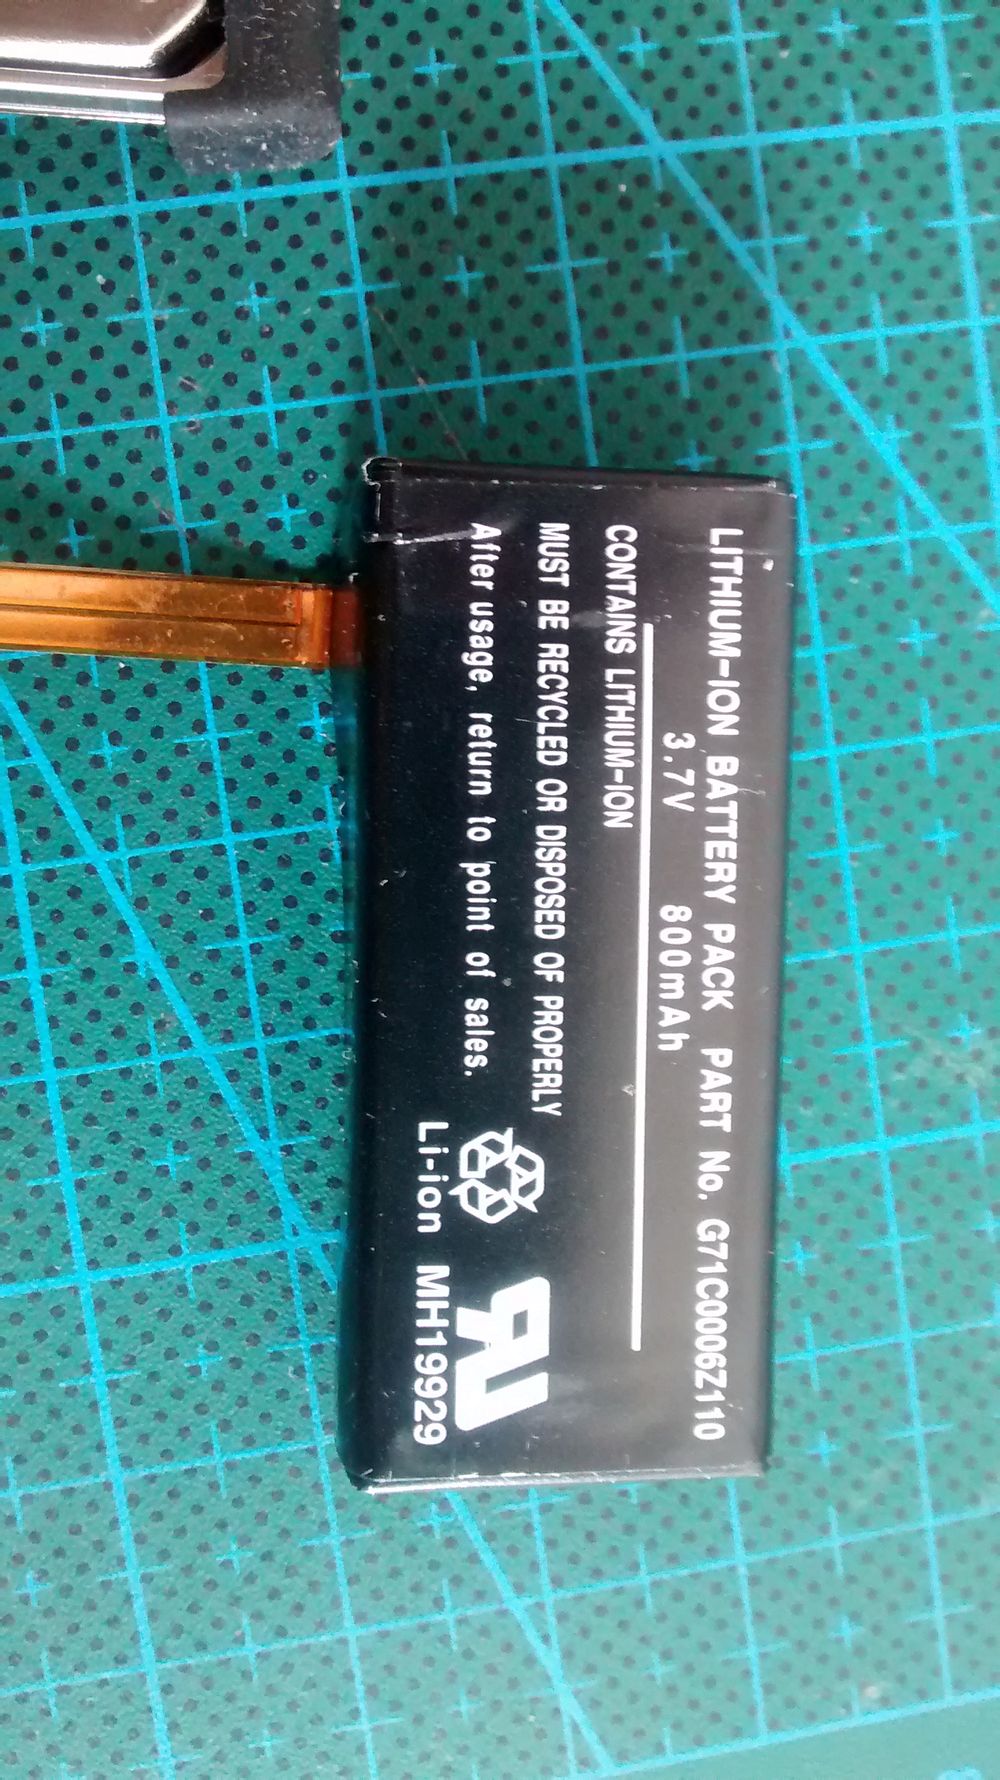 LITHIUM-ION BATTERY PACK PART No. G71C0006Z110
3.7V 800mAh
CONTAINS LITHIUM-ION
MUST BE RECYCLED OR DISPOSED OF PROPERLY
After usage, return to point of sales.
Li-ion MH19929